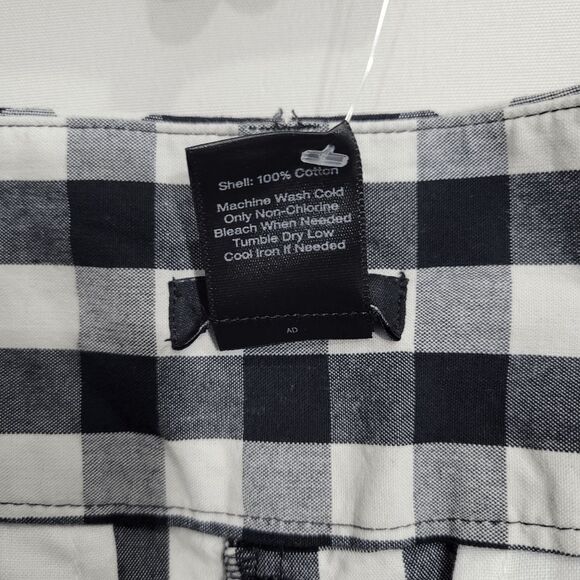 Shell: 100% Cotton
Machine Wash Cold
Only Non-Chlorine
Bleach When Needed
Tumble Dry Low
Cool Iron If Needed
AD